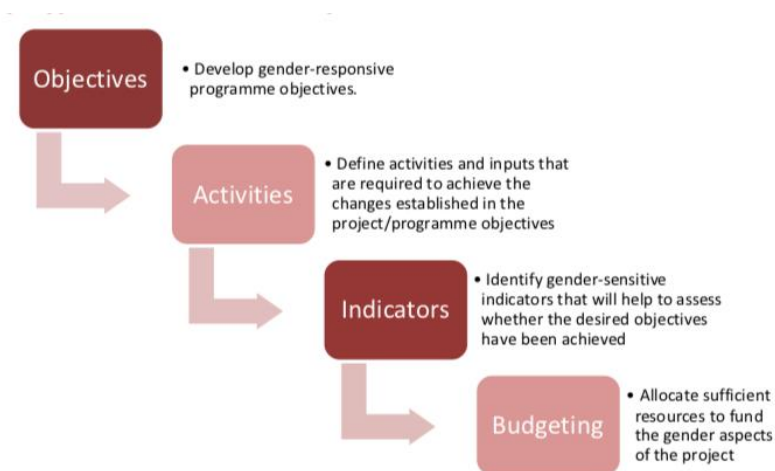 Objectives
• Develop gender-responsive
programme objectives.
Activities
• Define activities and inputs that
are required to achieve the
changes established in the
project/programme objectives
Indicators
• Identify gender-sensitive
indicators that will help to assess
whether the desired objectives
have been achieved
Budgeting
• Allocate sufficient
resources to fund
the gender aspects
of the project